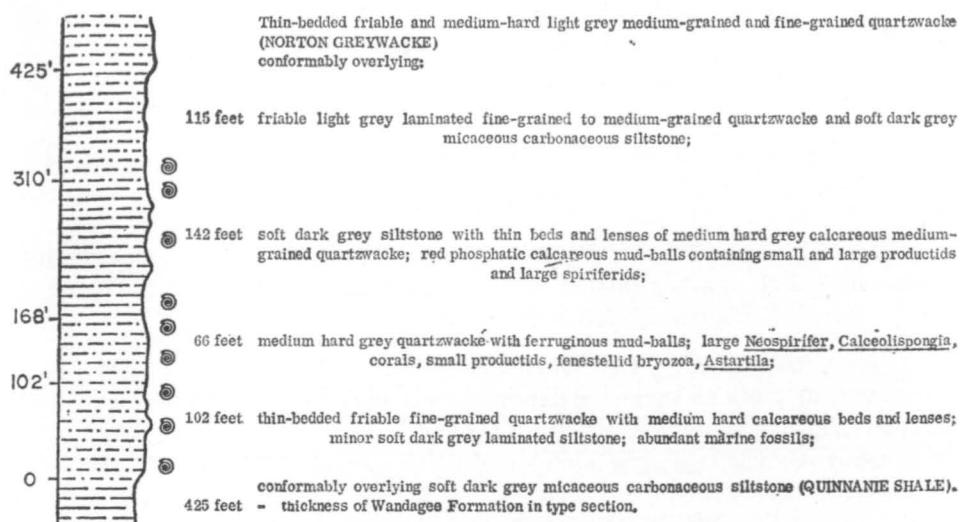 Thin-bedded friable and medium-hard light grey medium-grained and fine-grained quartzwacke
(NORTON GREYWACKE)
conformably overlying;
425'
115 feet friable light grey laminated fine-grained to medium-grained quartzwacke and soft dark grey
micaceous carbonaceous siltstone;
310'
142 feet soft dark grey siltstone with thin beds and lenses of medium hard grey calcareous medium-
grained quartzwacke; red phosphatic calcareous mud-balls containing small and large productids
and large spiriferids;
168'
66 feet medium hard grey quartzwacke with ferruginous mud-balls; large Neospirifer, Calceolispongia,
corals, small productids, fenestellid bryozoa, Astartila;
102'
102 feet thin-bedded friable fine-grained quartzwacke with medium hard calcareous beds and lenses;
minor soft dark grey laminated siltstone; abundant marine fossils;
0
conformably overlying soft dark grey micaceous carbonaceous siltstone (QUINNANIE SHALE).
425 feet - thickness of Wandagee Formation in type section.